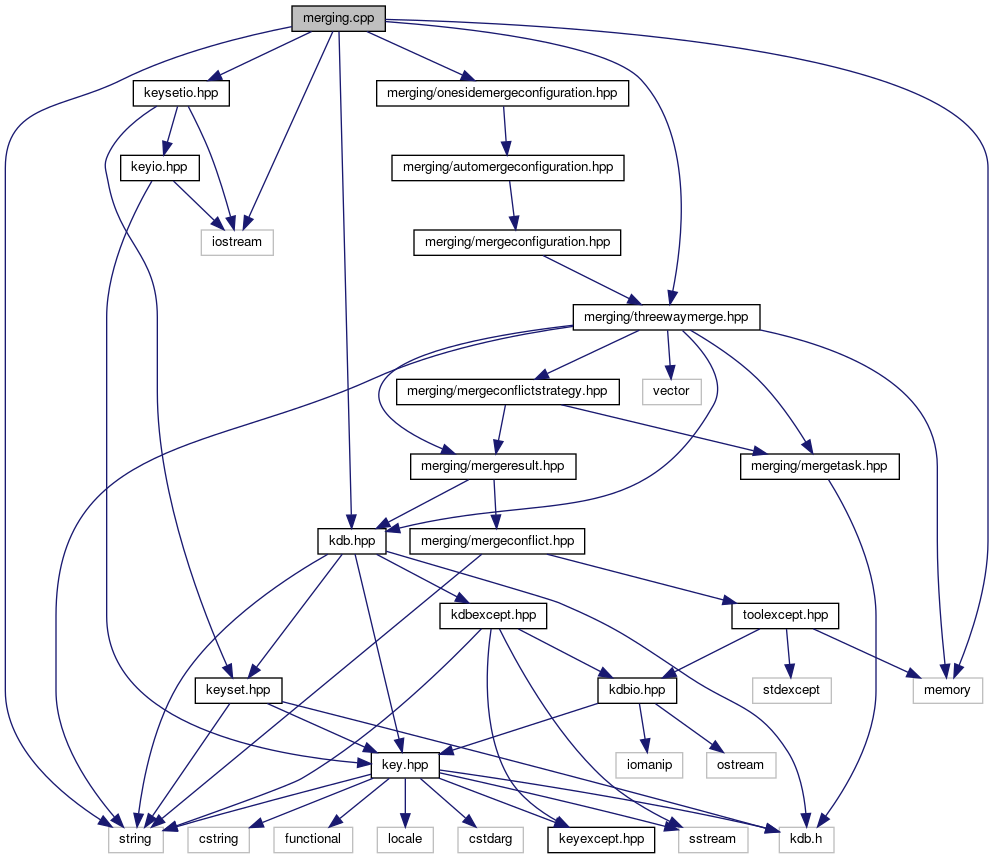 merging.cpp
keysetio.hpp
merging/onesidemergeconfiguration.hpp
keyio.hpp
merging/automergeconfiguration.hpp
iostream
merging/mergeconfiguration.hpp
merging/threewaymerge.hpp
merging/mergeconflictstrategy.hpp
vector
merging/mergeresult.hpp
merging/mergetask.hpp
kdb.hpp
merging/mergeconflict.hpp
kdbexcept.hpp
toolexcept.hpp
keyset.hpp
kdbio.hpp
stdexcept
memory
key.hpp
iomanip
ostream
string
cstring
functional
locale
cstdarg
keyexcept.hpp
sstream
kdb.h